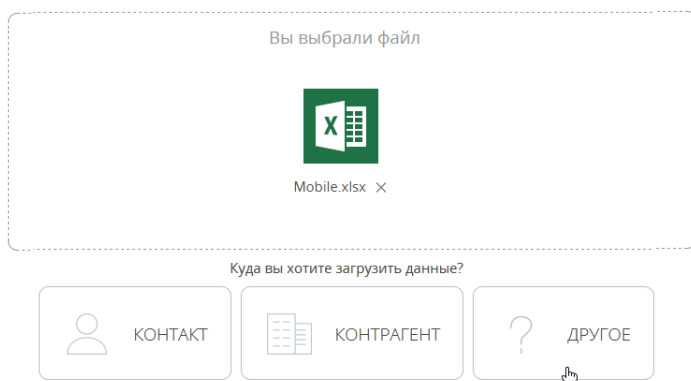 Вы выбрали файл
X
Mobile.xlsx
Куда вы хотите загрузить данные?
КОНТАКТ
КОНТРАГЕНТ
?
ДРУГОЕ